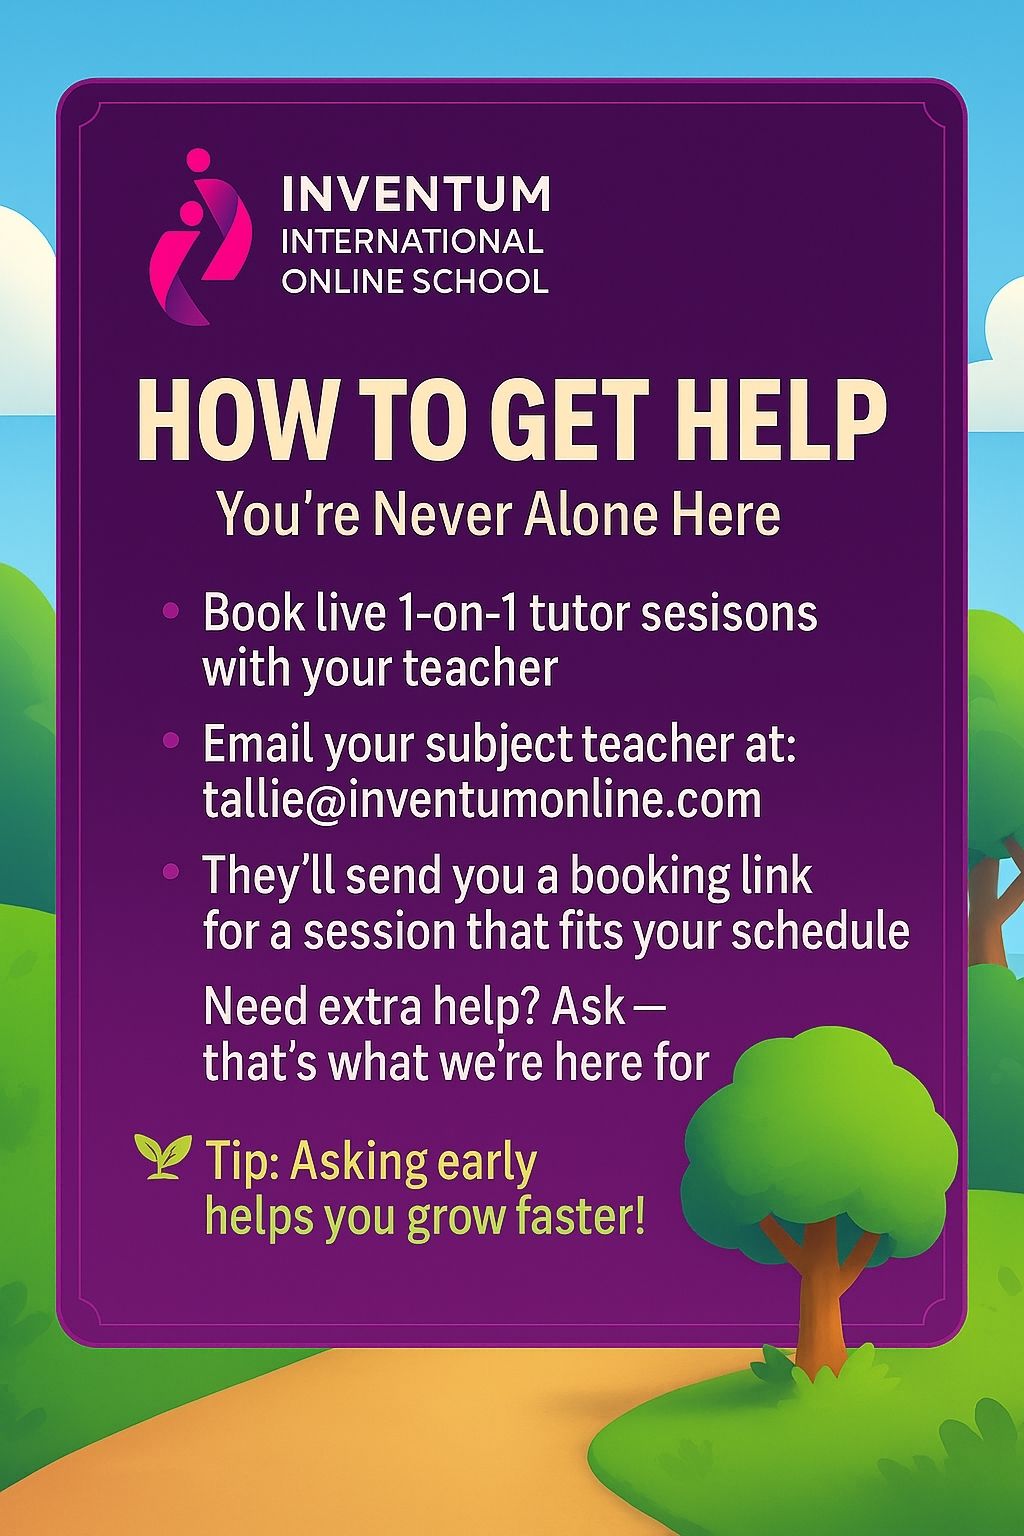 INVENTUM
INTERNATIONAL
ONLINE SCHOOL
HOW TO GET HELP
You're Never Alone Here
• Book live 1-on-1 tutor sesisons
with your teacher
• Email your subject teacher at:
tallie@inventumonline.com
• They'll send you a booking link
for a session that fits your schedule
Need extra help? Ask —
that's what we're here for
Tip: Asking early
helps you grow faster!